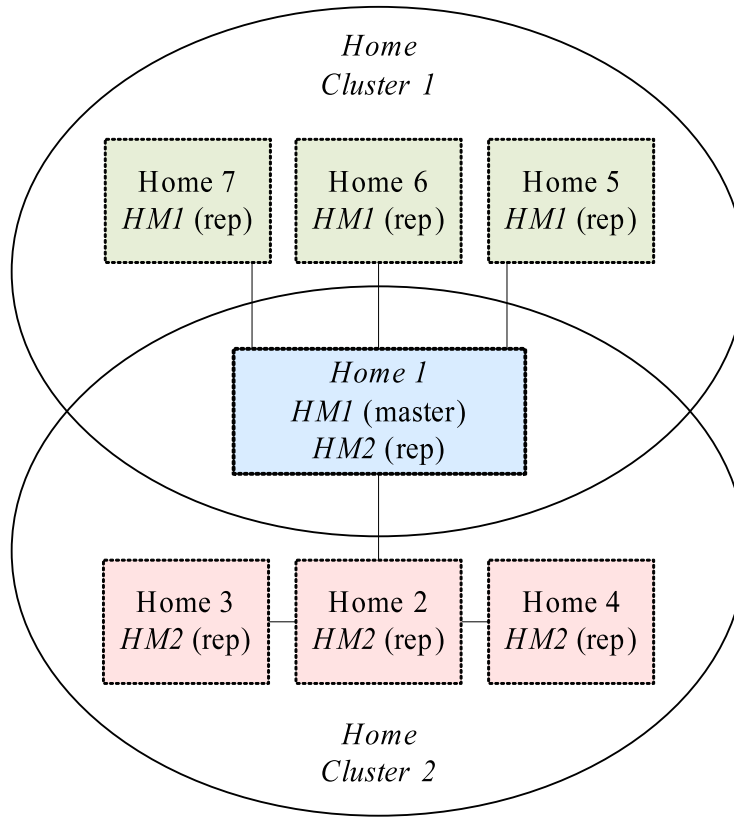 Home
Cluster 1
Home 7
HM1 (rep)
Home 6
HM1 (rep)
Home 5
HM1 (rep)
Home 1
HM1 (master)
HM2 (rep)
Home 3
HM2 (rep)
Home 2
HM2 (rep)
Home 4
HM2 (rep)
Home
Cluster 2